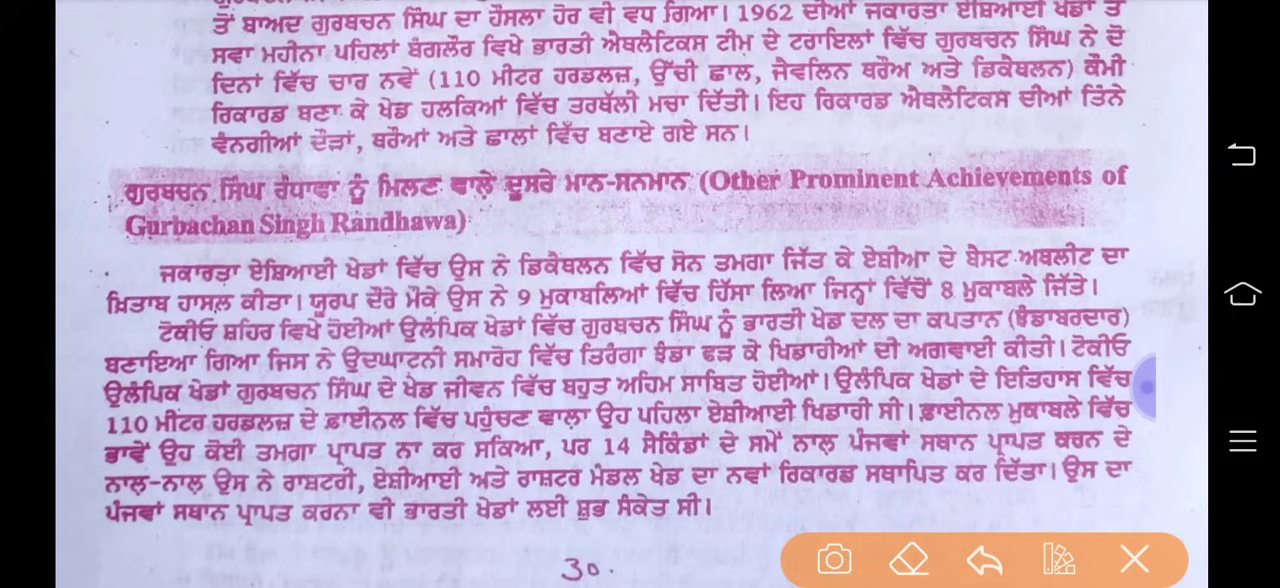 ਤੋਂ ਬਾਅਦ ਗੁਰਬਚਨ ਸਿੰਘ ਦਾ ਹੌਸਲਾ ਹੋਰ ਵੀ ਵਧ ਗਿਆ। 1962 ਦੀਆਂ ਜਕਾਰਤਾ ਏਸ਼ਿਆਈ ਖੇਡਾਂ ਤੋਂ
ਸਵਾ ਮਹੀਨਾ ਪਹਿਲਾਂ ਬੰਗਲੌਰ ਵਿਖੇ ਭਾਰਤੀ ਐਥਲੈਟਿਕਸ ਟੀਮ ਦੇ ਟਰਾਇਲਾਂ ਵਿੱਚ ਗੁਰਬਚਨ ਸਿੰਘ ਨੇ ਦੋ
ਦਿਨਾਂ ਵਿੱਚ ਚਾਰ ਨਵੇਂ (110 ਮੀਟਰ ਹਰਡਲਜ਼, ਉੱਚੀ ਛਾਲ, ਜੈਵਲਿਨ ਥਰੋਅ ਅਤੇ ਡਿਕੈਥਲਨ) ਕੌਮੀ
ਰਿਕਾਰਡ ਬਣਾ ਕੇ ਖੇਡ ਹਲਕਿਆਂ ਵਿੱਚ ਤਰਥੱਲੀ ਮਚਾ ਦਿੱਤੀ। ਇਹ ਰਿਕਾਰਡ ਐਥਲੈਟਿਕਸ ਦੀਆਂ ਤਿੰਨੇ
ਵੰਨਗੀਆਂ ਦੌੜਾਂ, ਥਰੋਆਂ ਅਤੇ ਛਾਲਾਂ ਵਿੱਚ ਬਣਾਏ ਗਏ ਸਨ।
ਗੁਰਬਚਨ ਸਿੰਘ ਰੰਧਾਵਾ ਨੂੰ ਮਿਲਣ ਵਾਲੇ ਦੂਸਰੇ ਮਾਨ-ਸਨਮਾਨ (Other Prominent Achievements of
Gurbachan Singh Randhawa)
ਜਕਾਰਤਾ ਏਸ਼ਿਆਈ ਖੇਡਾਂ ਵਿੱਚ ਉਸ ਨੇ ਡਿਕੈਥਲਨ ਵਿੱਚ ਸੋਨ ਤਮਗਾ ਜਿੱਤ ਕੇ ਏਸ਼ੀਆ ਦੇ ਬੈਸਟ ਅਥਲੀਟ ਦਾ
ਖ਼ਿਤਾਬ ਹਾਸਲ ਕੀਤਾ। ਯੂਰਪ ਦੌਰੇ ਮੌਕੇ ਉਸ ਨੇ 9 ਮੁਕਾਬਲਿਆਂ ਵਿੱਚ ਹਿੱਸਾ ਲਿਆ ਜਿਨ੍ਹਾਂ ਵਿੱਚੋਂ 8 ਮੁਕਾਬਲੇ ਜਿੱਤੇ।
ਟੋਕੀਓ ਸ਼ਹਿਰ ਵਿਖੇ ਹੋਈਆਂ ਉਲੰਪਿਕ ਖੇਡਾਂ ਵਿੱਚ ਗੁਰਬਚਨ ਸਿੰਘ ਨੂੰ ਭਾਰਤੀ ਖੇਡ ਦਲ ਦਾ ਕਪਤਾਨ (ਝੰਡਾਬਰਦਾਰ)
ਬਣਾਇਆ ਗਿਆ ਜਿਸ ਨੇ ਉਦਘਾਟਨੀ ਸਮਾਰੋਹ ਵਿੱਚ ਤਿਰੰਗਾ ਝੰਡਾ ਫੜ ਕੇ ਖਿਡਾਰੀਆਂ ਦੀ ਅਗਵਾਈ ਕੀਤੀ। ਟੋਕੀਓ
ਉਲੰਪਿਕ ਖੇਡਾਂ ਗੁਰਬਚਨ ਸਿੰਘ ਦੇ ਖੇਡ ਜੀਵਨ ਵਿੱਚ ਬਹੁਤ ਅਹਿਮ ਸਾਬਿਤ ਹੋਈਆਂ। ਉਲੰਪਿਕ ਖੇਡਾਂ ਦੇ ਇਤਿਹਾਸ ਵਿੱਚ
110 ਮੀਟਰ ਹਰਡਲਜ਼ ਦੇ ਫ਼ਾਈਨਲ ਵਿੱਚ ਪਹੁੰਚਣ ਵਾਲਾ ਉਹ ਪਹਿਲਾ ਏਸ਼ੀਆਈ ਖਿਡਾਰੀ ਸੀ। ਫ਼ਾਈਨਲ ਮੁਕਾਬਲੇ ਵਿੱਚ
ਭਾਵੇਂ ਉਹ ਕੋਈ ਤਮਗਾ ਪ੍ਰਾਪਤ ਨਾ ਕਰ ਸਕਿਆ, ਪਰ 14 ਸੈਕਿੰਡਾਂ ਦੇ ਸਮੇਂ ਨਾਲ ਪੰਜਵਾਂ ਸਥਾਨ ਪ੍ਰਾਪਤ ਕਰਨ ਦੇ
ਨਾਲ-ਨਾਲ ਉਸ ਨੇ ਰਾਸ਼ਟਰੀ, ਏਸ਼ੀਆਈ ਅਤੇ ਰਾਸ਼ਟਰ ਮੰਡਲ ਖੇਡ ਦਾ ਨਵਾਂ ਰਿਕਾਰਡ ਸਥਾਪਿਤ ਕਰ ਦਿੱਤਾ। ਉਸ ਦਾ
ਪੰਜਵਾਂ ਸਥਾਨ ਪ੍ਰਾਪਤ ਕਰਨਾ ਵੀ ਭਾਰਤੀ ਖੇਡਾਂ ਲਈ ਸ਼ੁਭ ਸੰਕੇਤ ਸੀ।
30.